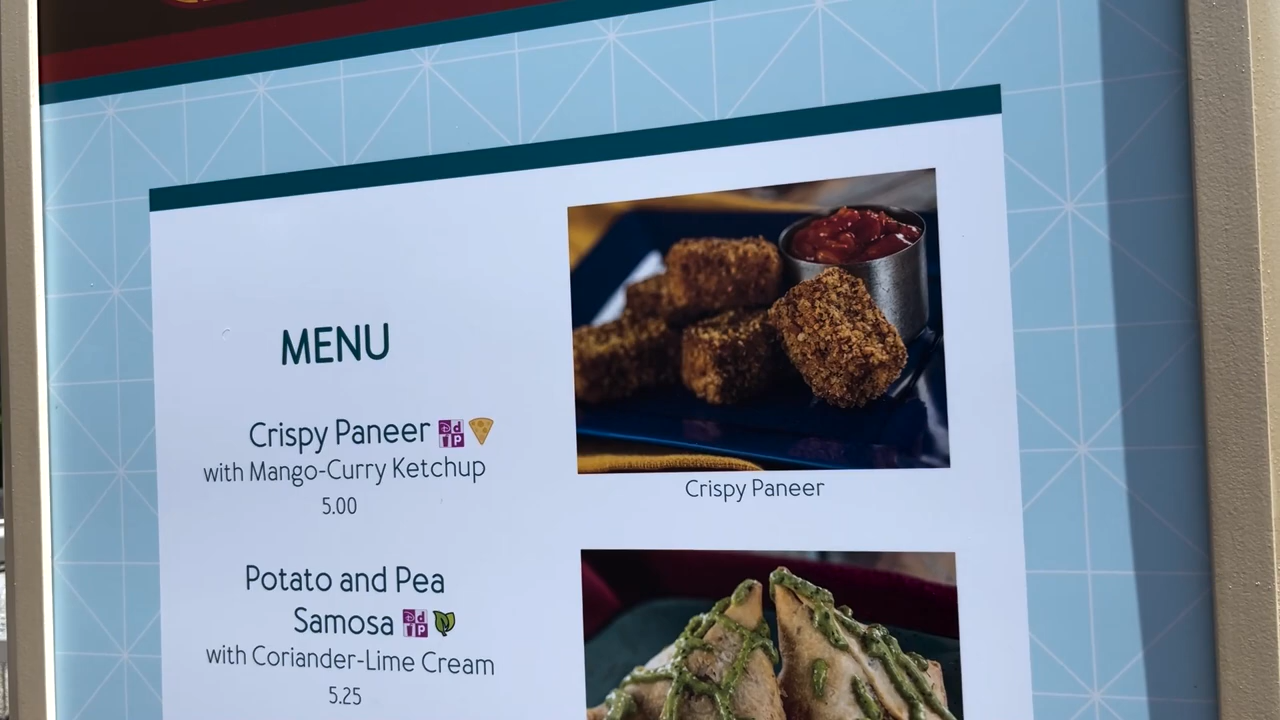 MENU
Crispy Paneer
with Mango-Curry Ketchup
5.00
Crispy Paneer
Potato and Pea
Samosa
with Coriander-Lime Cream
5.25